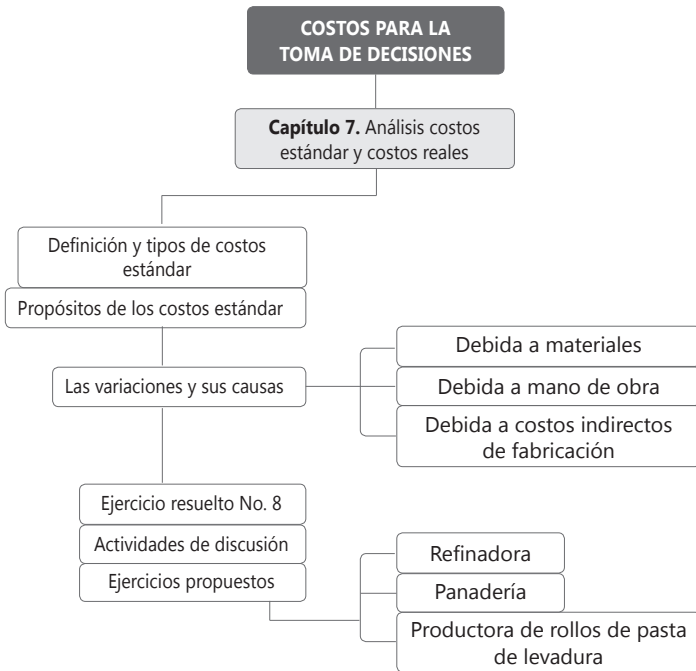 COSTOS PARA LA
TOMA DE DECISIONES
Capítulo 7. Análisis costos
estándar y costos reales
Definición y tipos de costos
estándar
Propósitos de los costos estándar
Las variaciones y sus causas
Debida a materiales
Debida a mano de obra
Debida a costos indirectos
de fabricación
Ejercicio resuelto No. 8
Actividades de discusión
Ejercicios propuestos
Refinadora
Panadería
Productora de rollos de pasta
de levadura